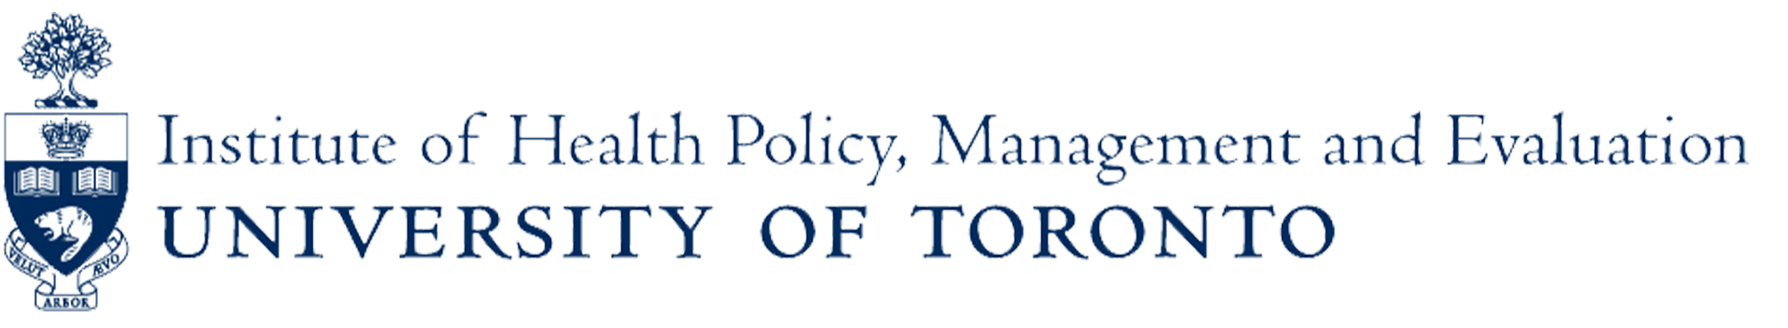 Institute of Health Policy, Management and Evaluation
UNIVERSITY OF TORONTO
VELUT
ARBOR
ÆVO